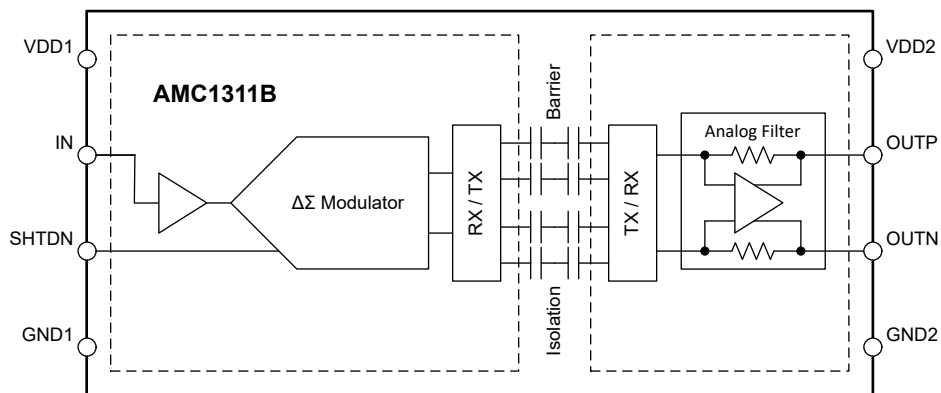 VDD1
VDD2
AMC1311B
Barrier
IN
Analog Filter
OUTP
ΔΣ Modulator
RX / TX
TX / RX
SHTDN
OUTN
Isolation
GND1
GND2